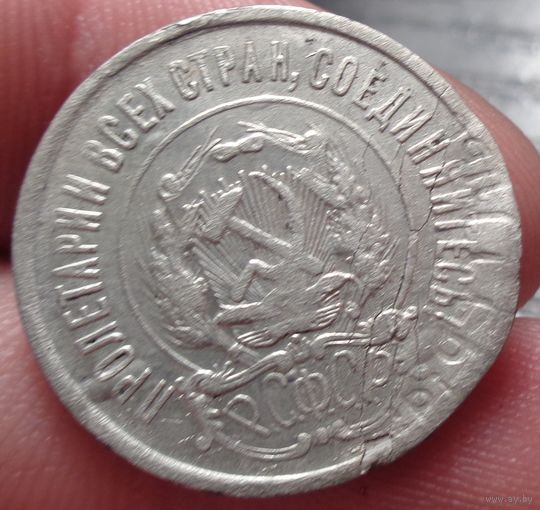 ПРОЛЕТАРИИ ВСЕХ СТРАН, СОЕДИНЯЙТЕСЬ!
Р.С.Ф.С.Р.
www.ay.by